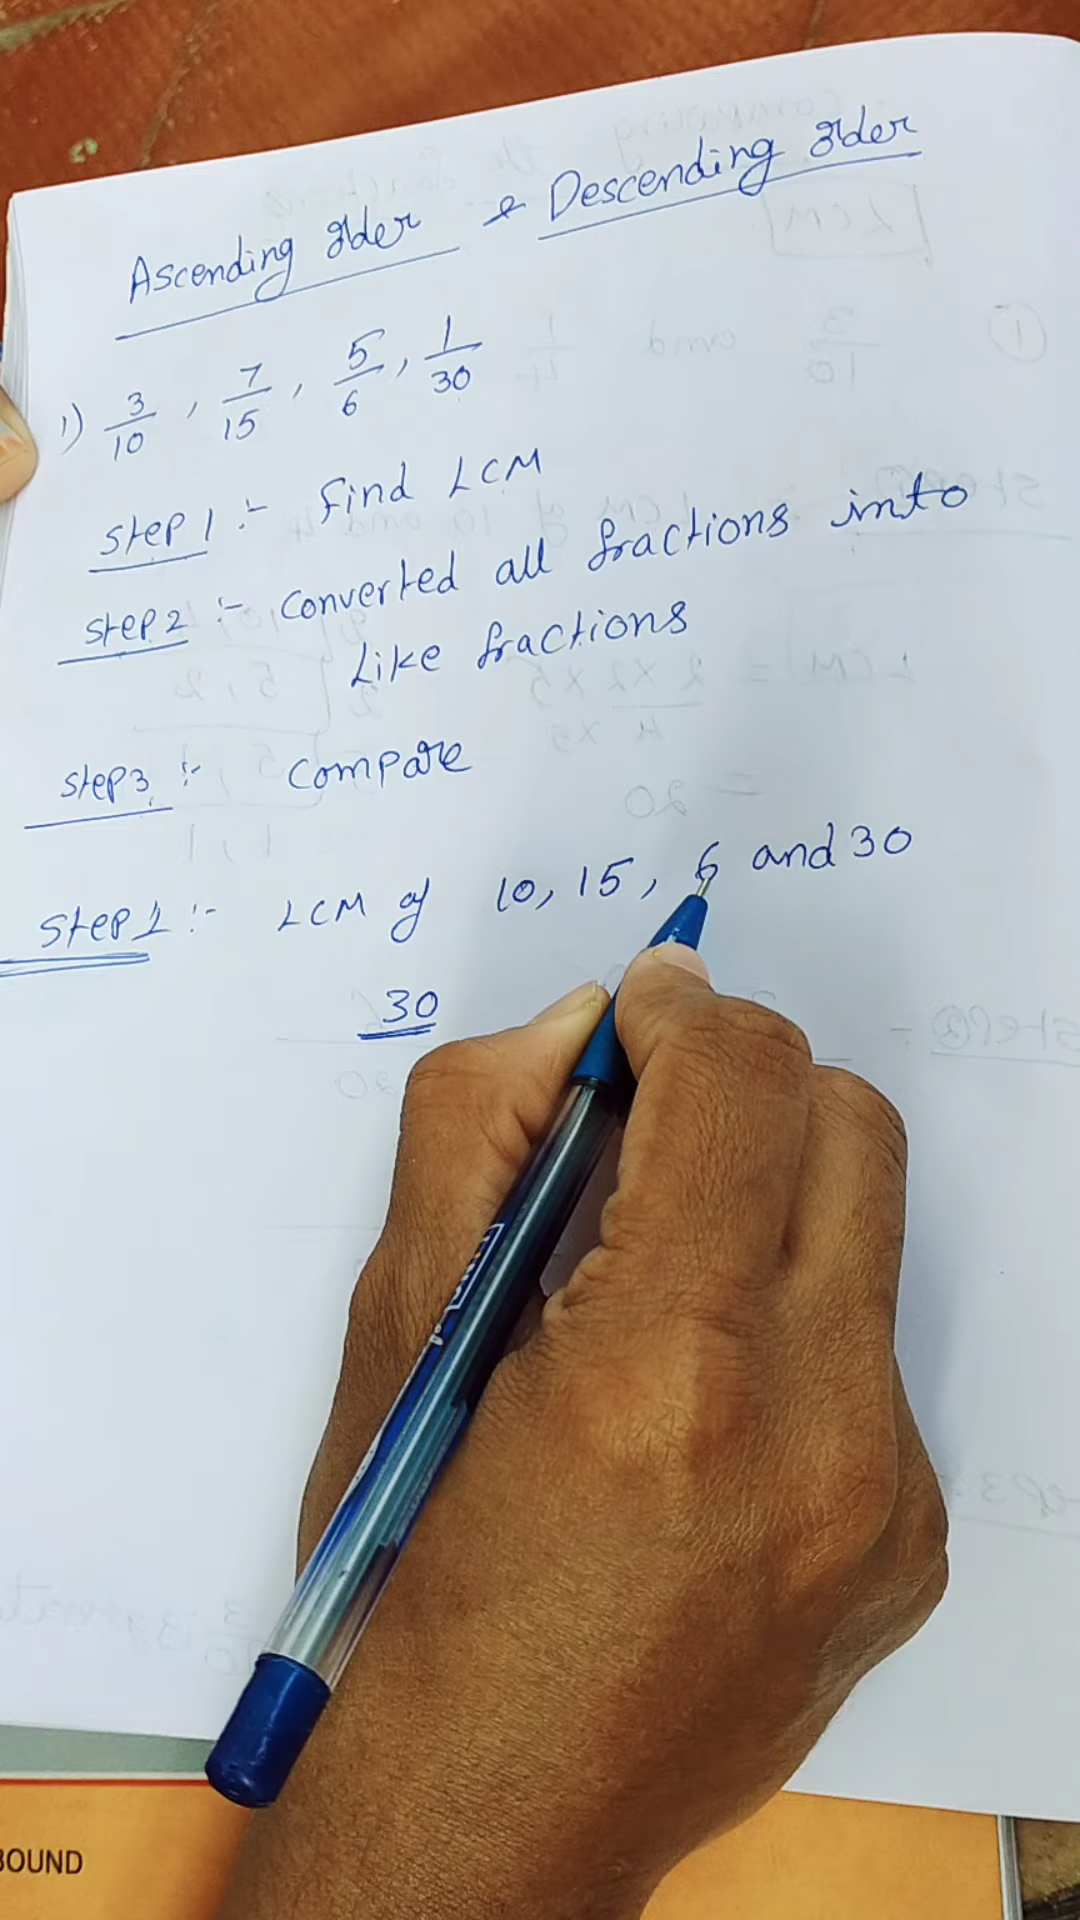 Ascending order & Descending order
1) 3/10, 7/15, 5/6, 1/30
Step 1 :- Find LCM
Step 2 :- Converted all fractions into
Like fractions
Step 3 :- Compare
Step 1 :- LCM of 10, 15, 6 and 30
30
BOUND